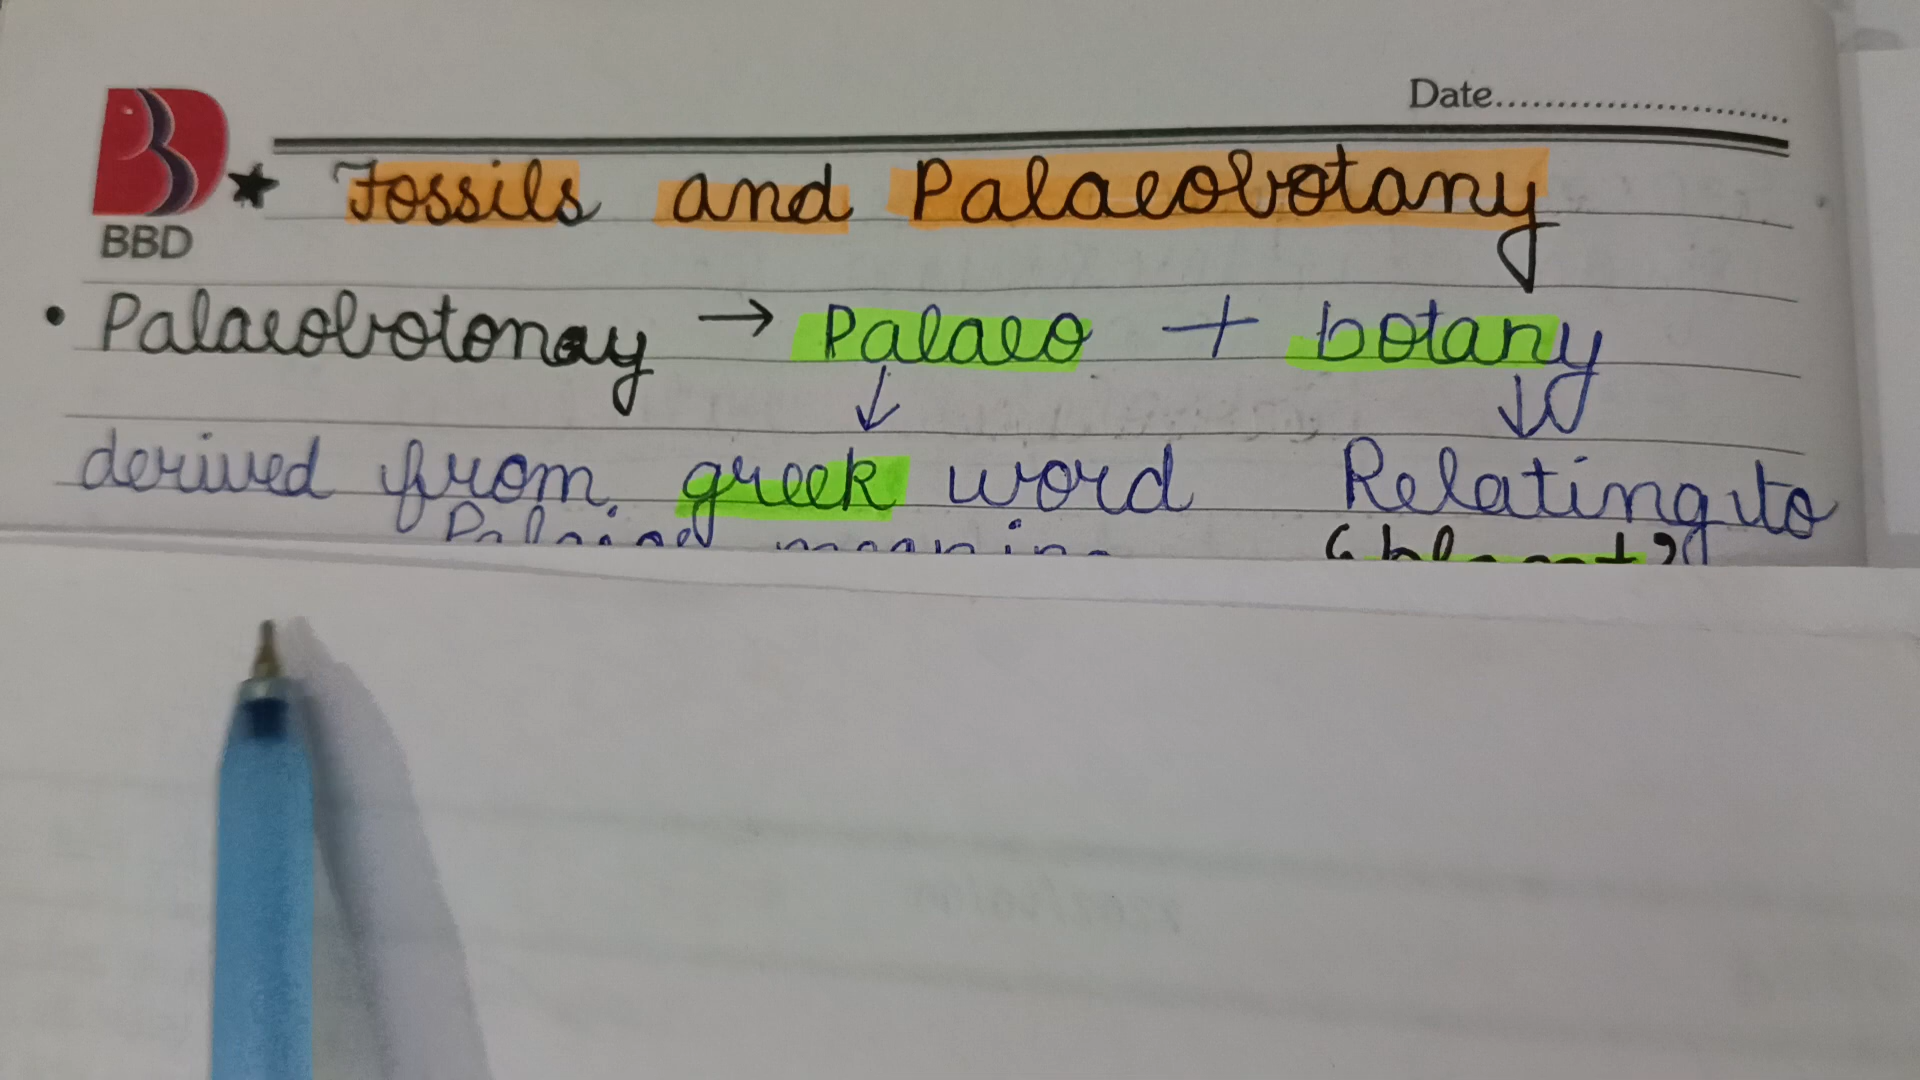 Date........................
BBD
★ Fossils and Palaeobotany
• Palaeobotonay → Palaeo + botany
↓ ↓
derived from greek word Relating to